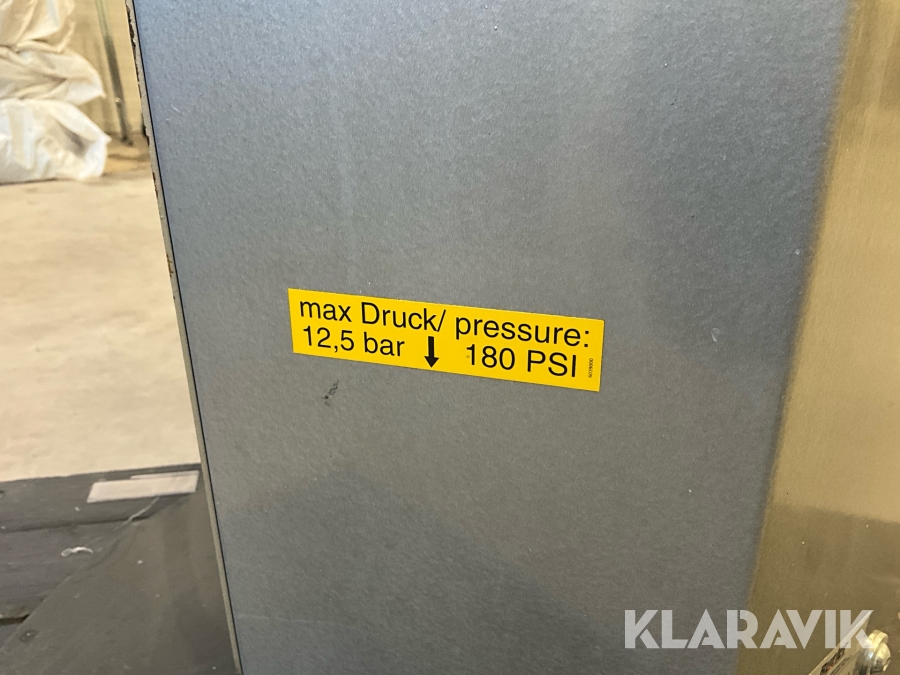 max Druck/ pressure:
12,5 bar ↓ 180 PSI
KLARAVIK